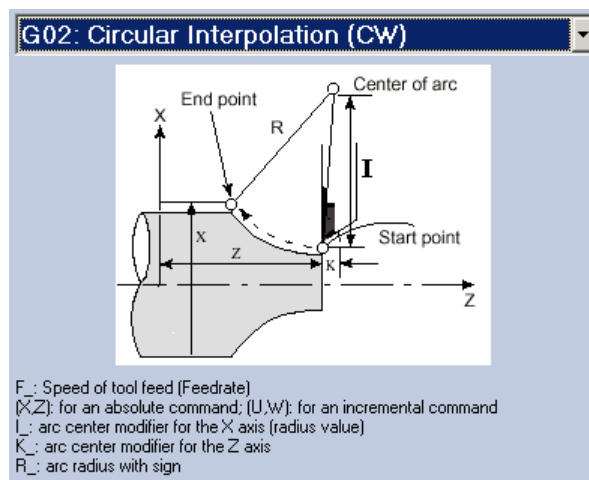 G02: Circular Interpolation (CW)
Center of arc
End point
X
R
I
X
Z
K
Start point
Z
F_: Speed of tool feed (Feedrate)
(X,Z): for an absolute command; (U,W): for an incremental command
I_: arc center modifier for the X axis (radius value)
K_: arc center modifier for the Z axis
R_: arc radius with sign